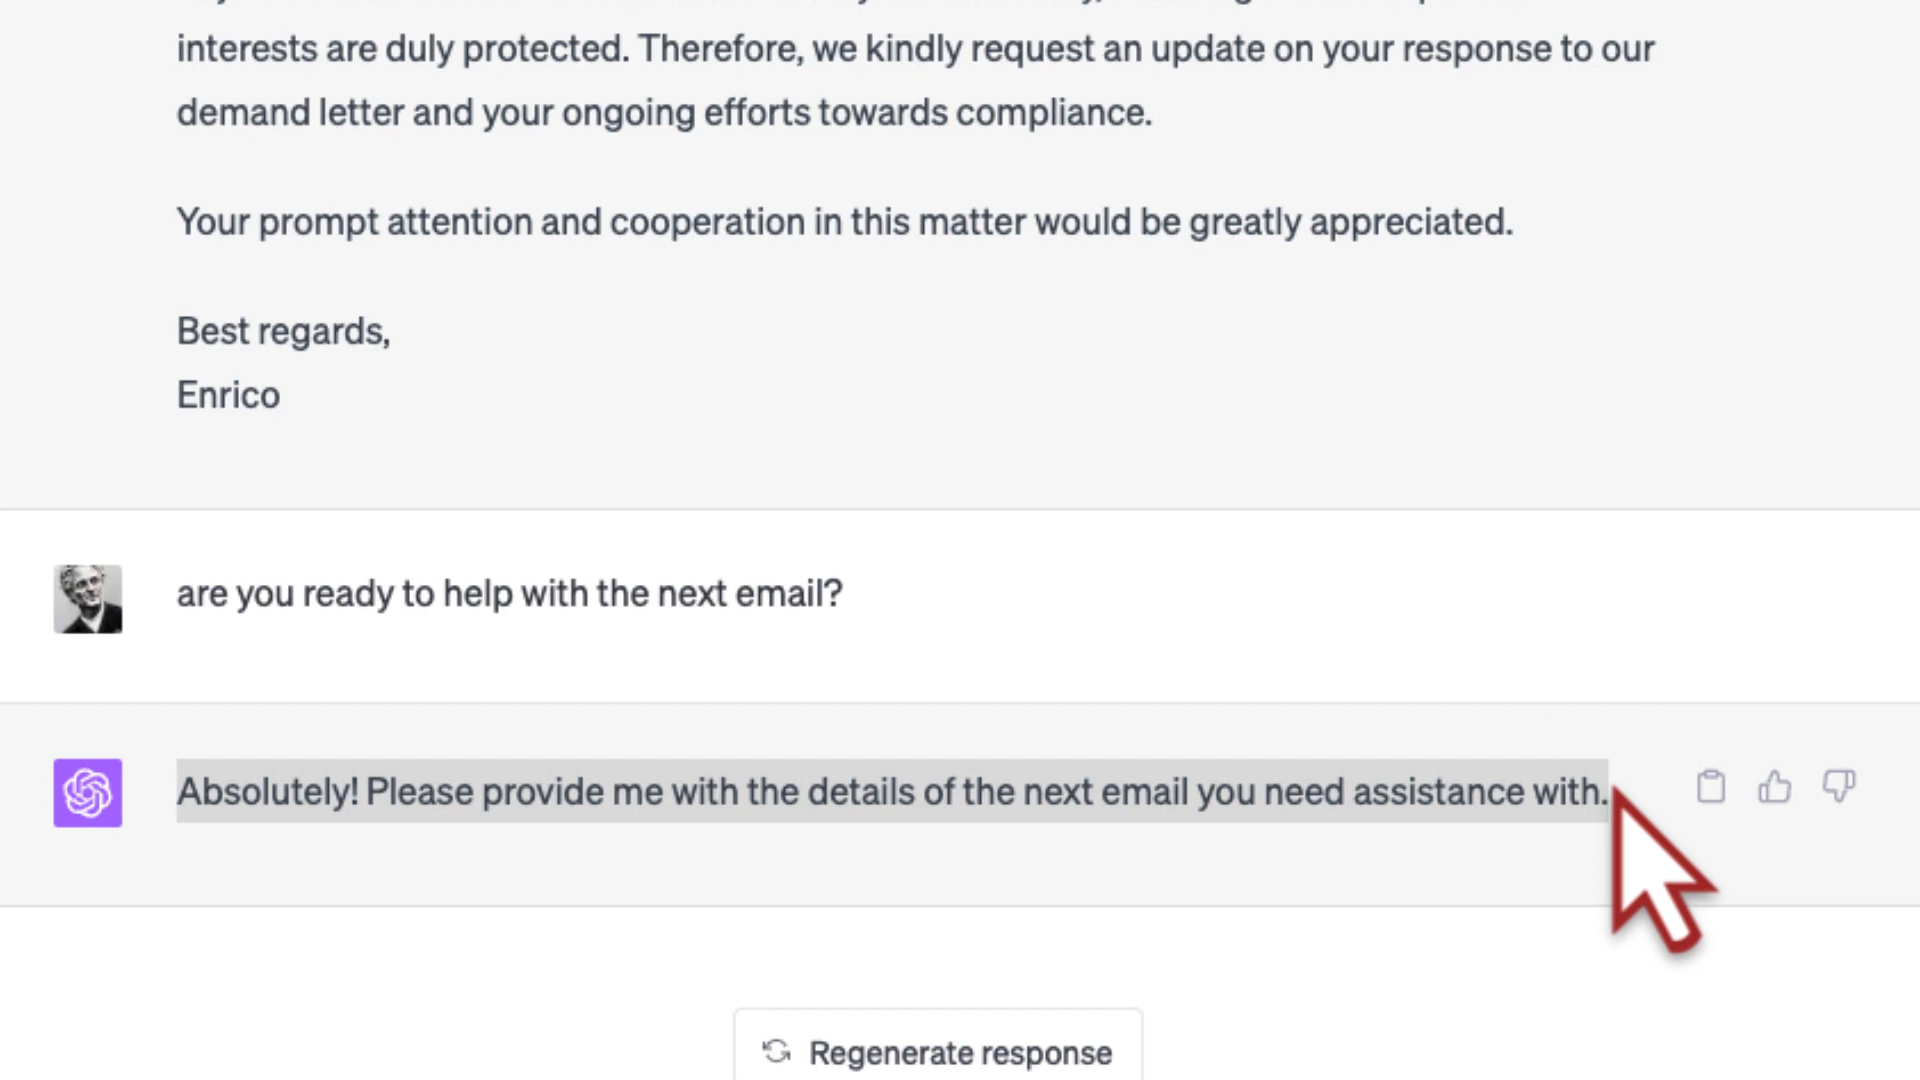 interests are duly protected. Therefore, we kindly request an update on your response to our
demand letter and your ongoing efforts towards compliance.
Your prompt attention and cooperation in this matter would be greatly appreciated.
Best regards,
Enrico
are you ready to help with the next email?
Absolutely! Please provide me with the details of the next email you need assistance with.
Regenerate response